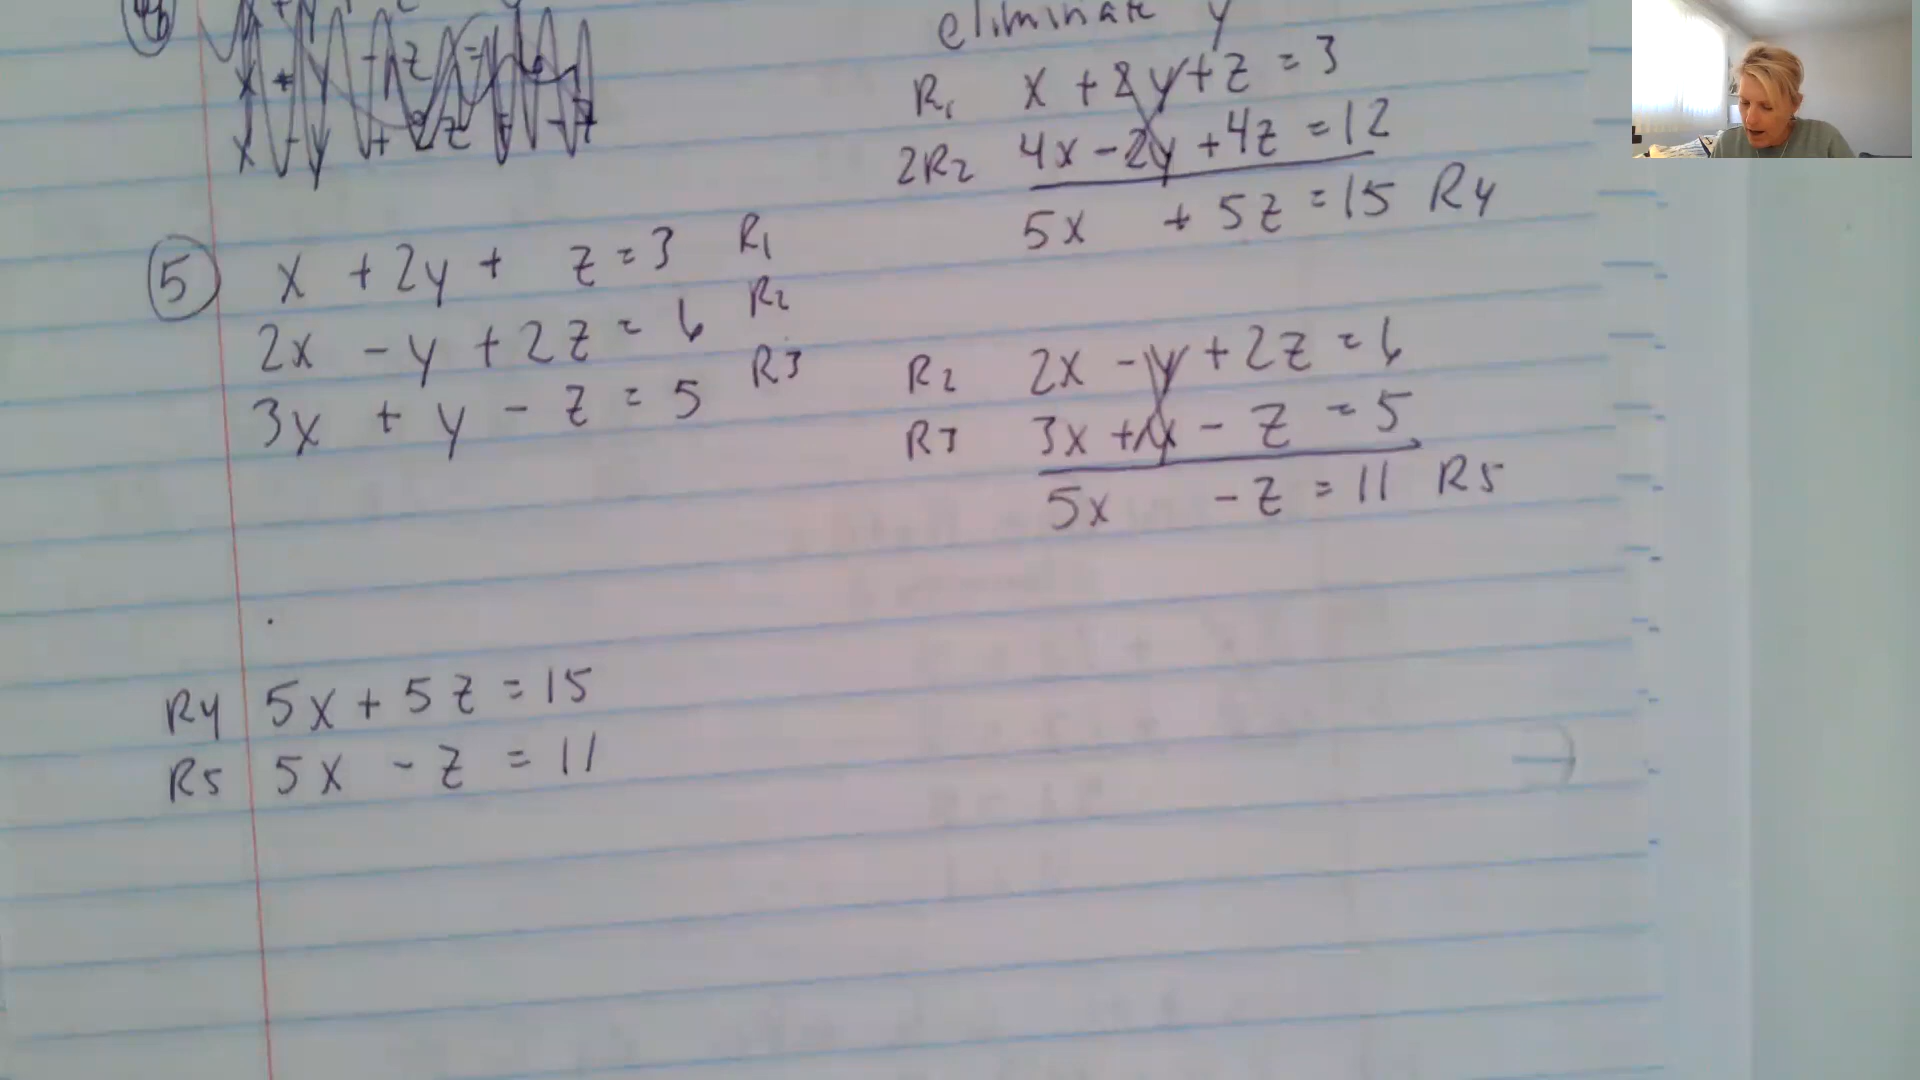 eliminate y
R1 x + 2y + z = 3
2R2 4x - 2y + 4z = 12
5x + 5z = 15 R4
5 x + 2y + z = 3 R1
2x - y + 2z = 6 R2
3x + y - z = 5 R3
R2 2x - y + 2z = 6
R3 3x + y - z = 5
5x - z = 11 R5
R4 5x + 5z = 15
R5 5x - z = 11